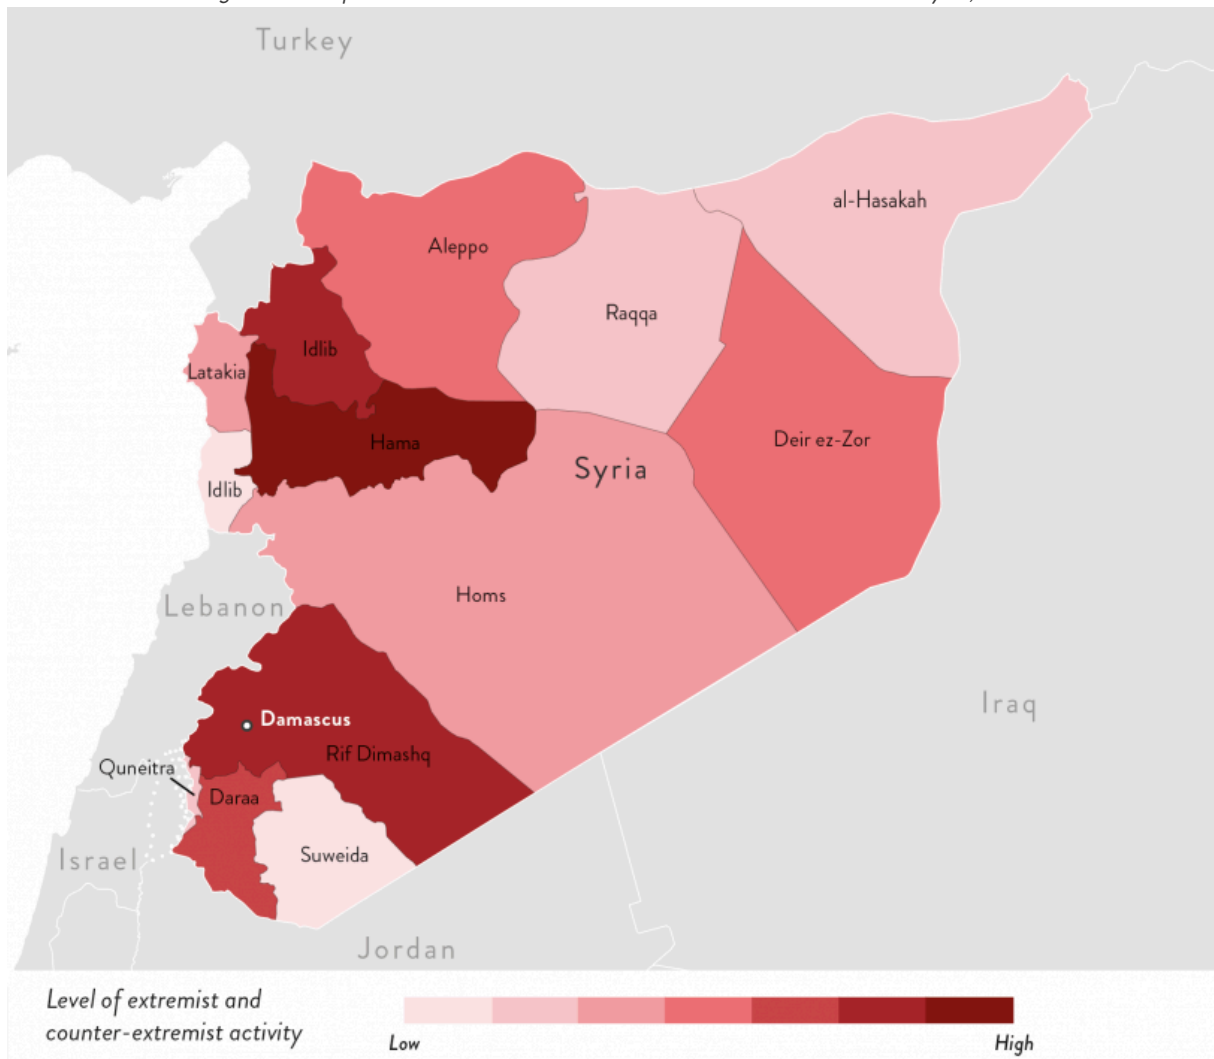 Turkey
al-Hasakah
Aleppo
Raqqa
Idlib
Latakia
Deir ez-Zor
Hama
Syria
Idlib
Homs
Lebanon
Iraq
Damascus
Rif Dimashq
Quneitra
Daraa
Suweida
Israel
Jordan
Level of extremist and
counter-extremist activity
Low
High